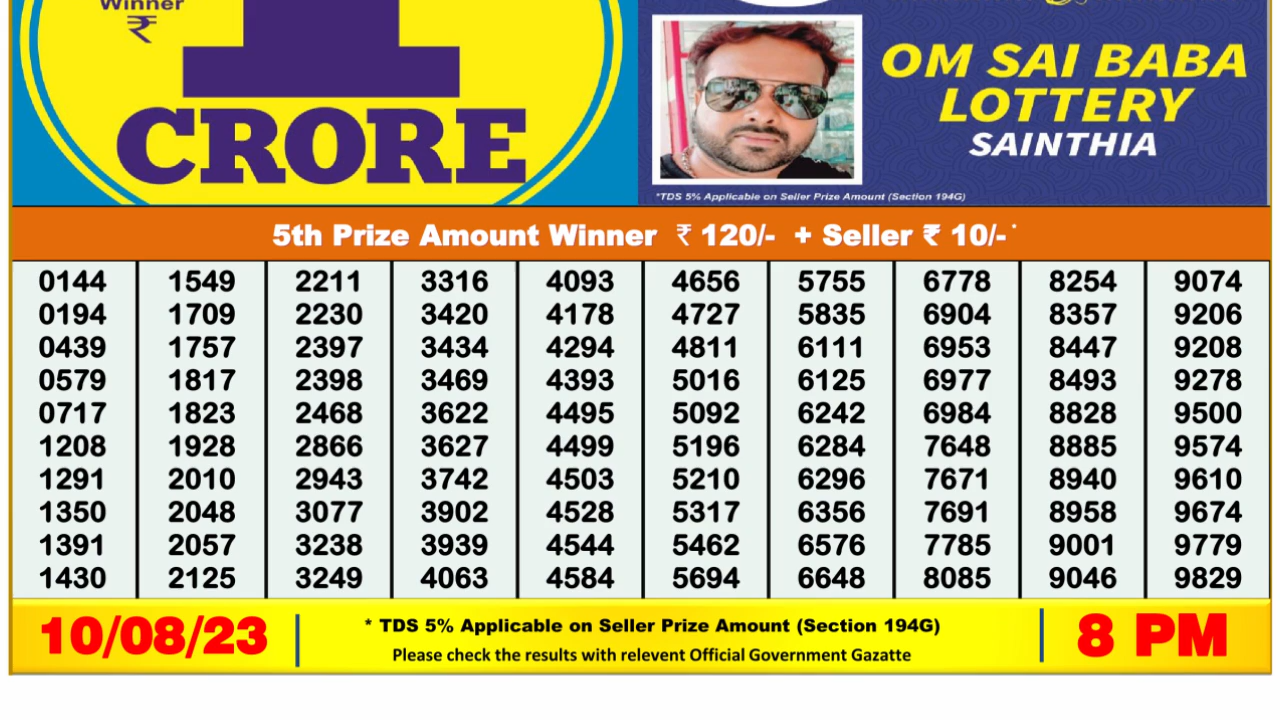 Winner
₹
1
CRORE
OM SAI BABA
LOTTERY
SAINTHIA
*TDS 5% Applicable on Seller Prize Amount (Section 194G)
5th Prize Amount Winner ₹ 120/- + Seller ₹ 10/-*
0144 1549 2211 3316 4093 4656 5755 6778 8254 9074
0194 1709 2230 3420 4178 4727 5835 6904 8357 9206
0439 1757 2397 3434 4294 4811 6111 6953 8447 9208
0579 1817 2398 3469 4393 5016 6125 6977 8493 9278
0717 1823 2468 3622 4495 5092 6242 6984 8828 9500
1208 1928 2866 3627 4499 5196 6284 7648 8885 9574
1291 2010 2943 3742 4503 5210 6296 7671 8940 9610
1350 2048 3077 3902 4528 5317 6356 7691 8958 9674
1391 2057 3238 3939 4544 5462 6576 7785 9001 9779
1430 2125 3249 4063 4584 5694 6648 8085 9046 9829
10/08/23
* TDS 5% Applicable on Seller Prize Amount (Section 194G)
Please check the results with relevent Official Government Gazatte
8 PM